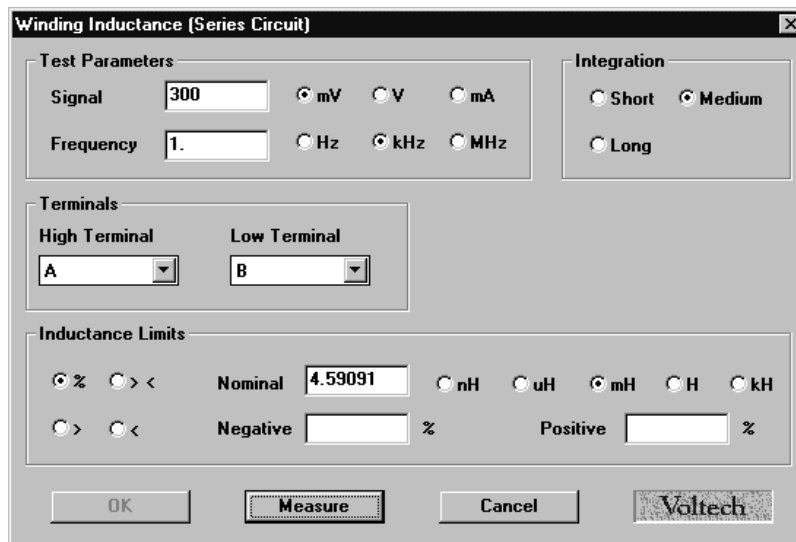 Winding Inductance (Series Circuit)
Test Parameters
Signal 300 mV V mA
Frequency 1. Hz kHz MHz
Integration
Short Medium
Long
Terminals
High Terminal Low Terminal
A B
Inductance Limits
% > < Nominal 4.59091 nH uH mH H kH
> < Negative % Positive %
OK Measure Cancel Voltech